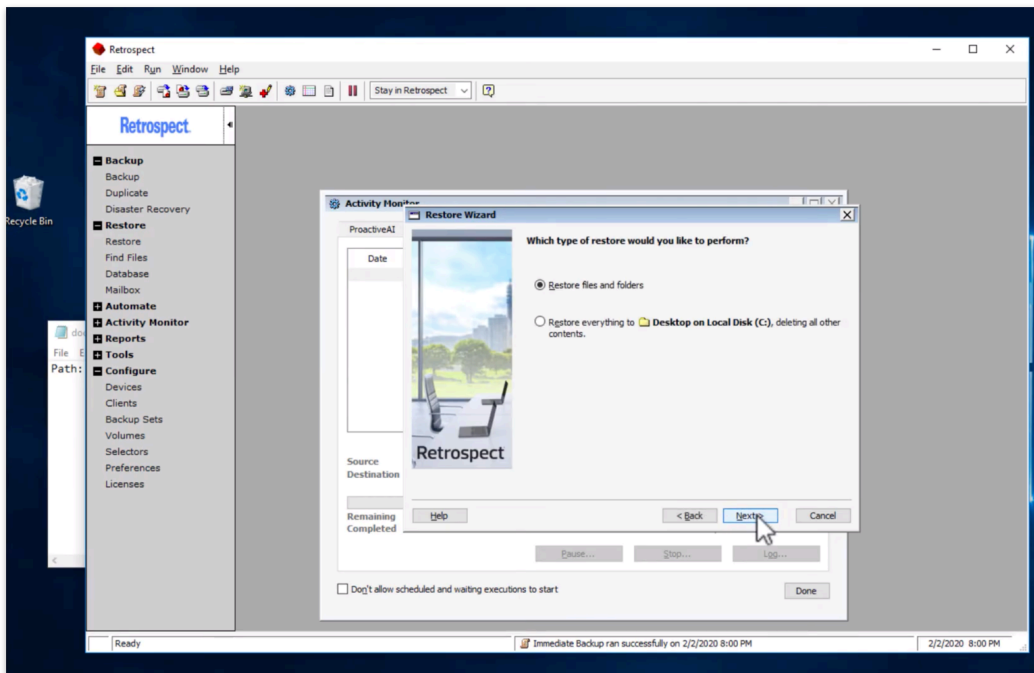 Retrospect
File Edit Run Window Help
Stay in Retrospect
Retrospect
Backup
Backup
Duplicate
Disaster Recovery
Restore
Restore
Find Files
Database
Mailbox
Automate
Activity Monitor
Reports
Tools
Configure
Devices
Clients
Backup Sets
Volumes
Selectors
Preferences
Licenses
Recycle Bin
File
Path:
Activity Monitor
ProactiveAI
Date
Source
Destination
Remaining
Completed
Pause...
Stop...
Log...
Don't allow scheduled and waiting executions to start
Done
Restore Wizard
Which type of restore would you like to perform?
Restore files and folders
Restore everything to Desktop on Local Disk (C:), deleting all other
contents.
Retrospect
Help
< Back
Next>
Cancel
Ready
Immediate Backup ran successfully on 2/2/2020 8:00 PM
2/2/2020 8:00 PM